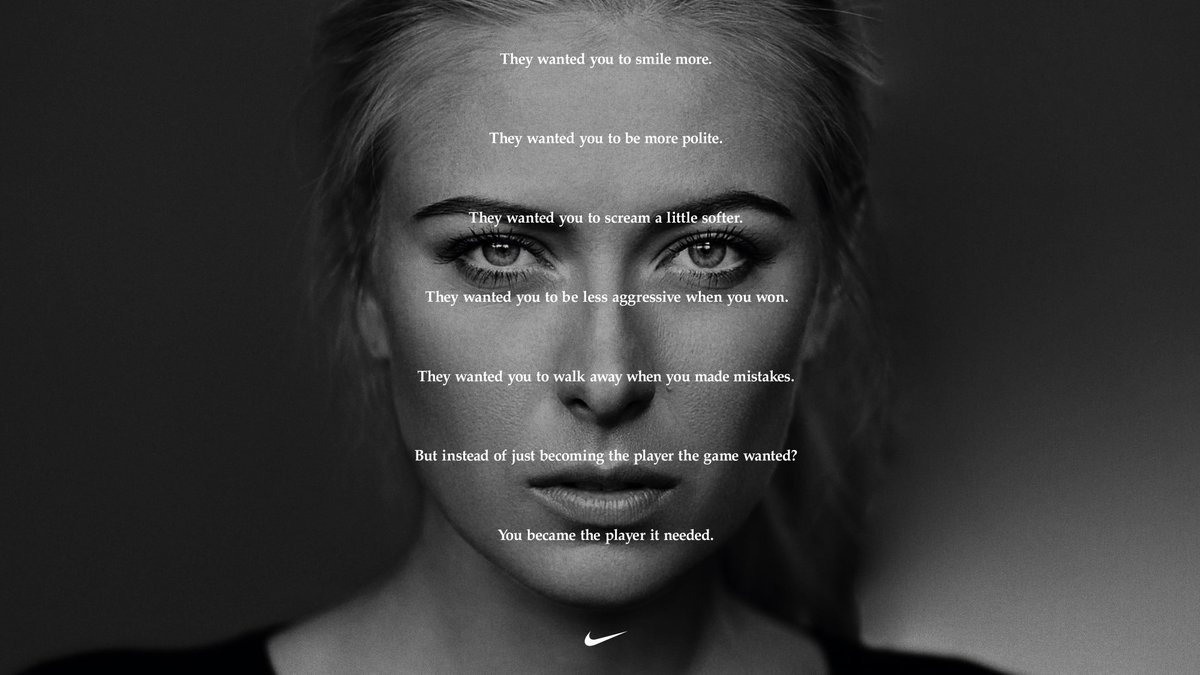 They wanted you to smile more.
They wanted you to be more polite.
They wanted you to scream a little softer.
They wanted you to be less aggressive when you won.
They wanted you to walk away when you made mistakes.
But instead of just becoming the player the game wanted?
You became the player it needed.